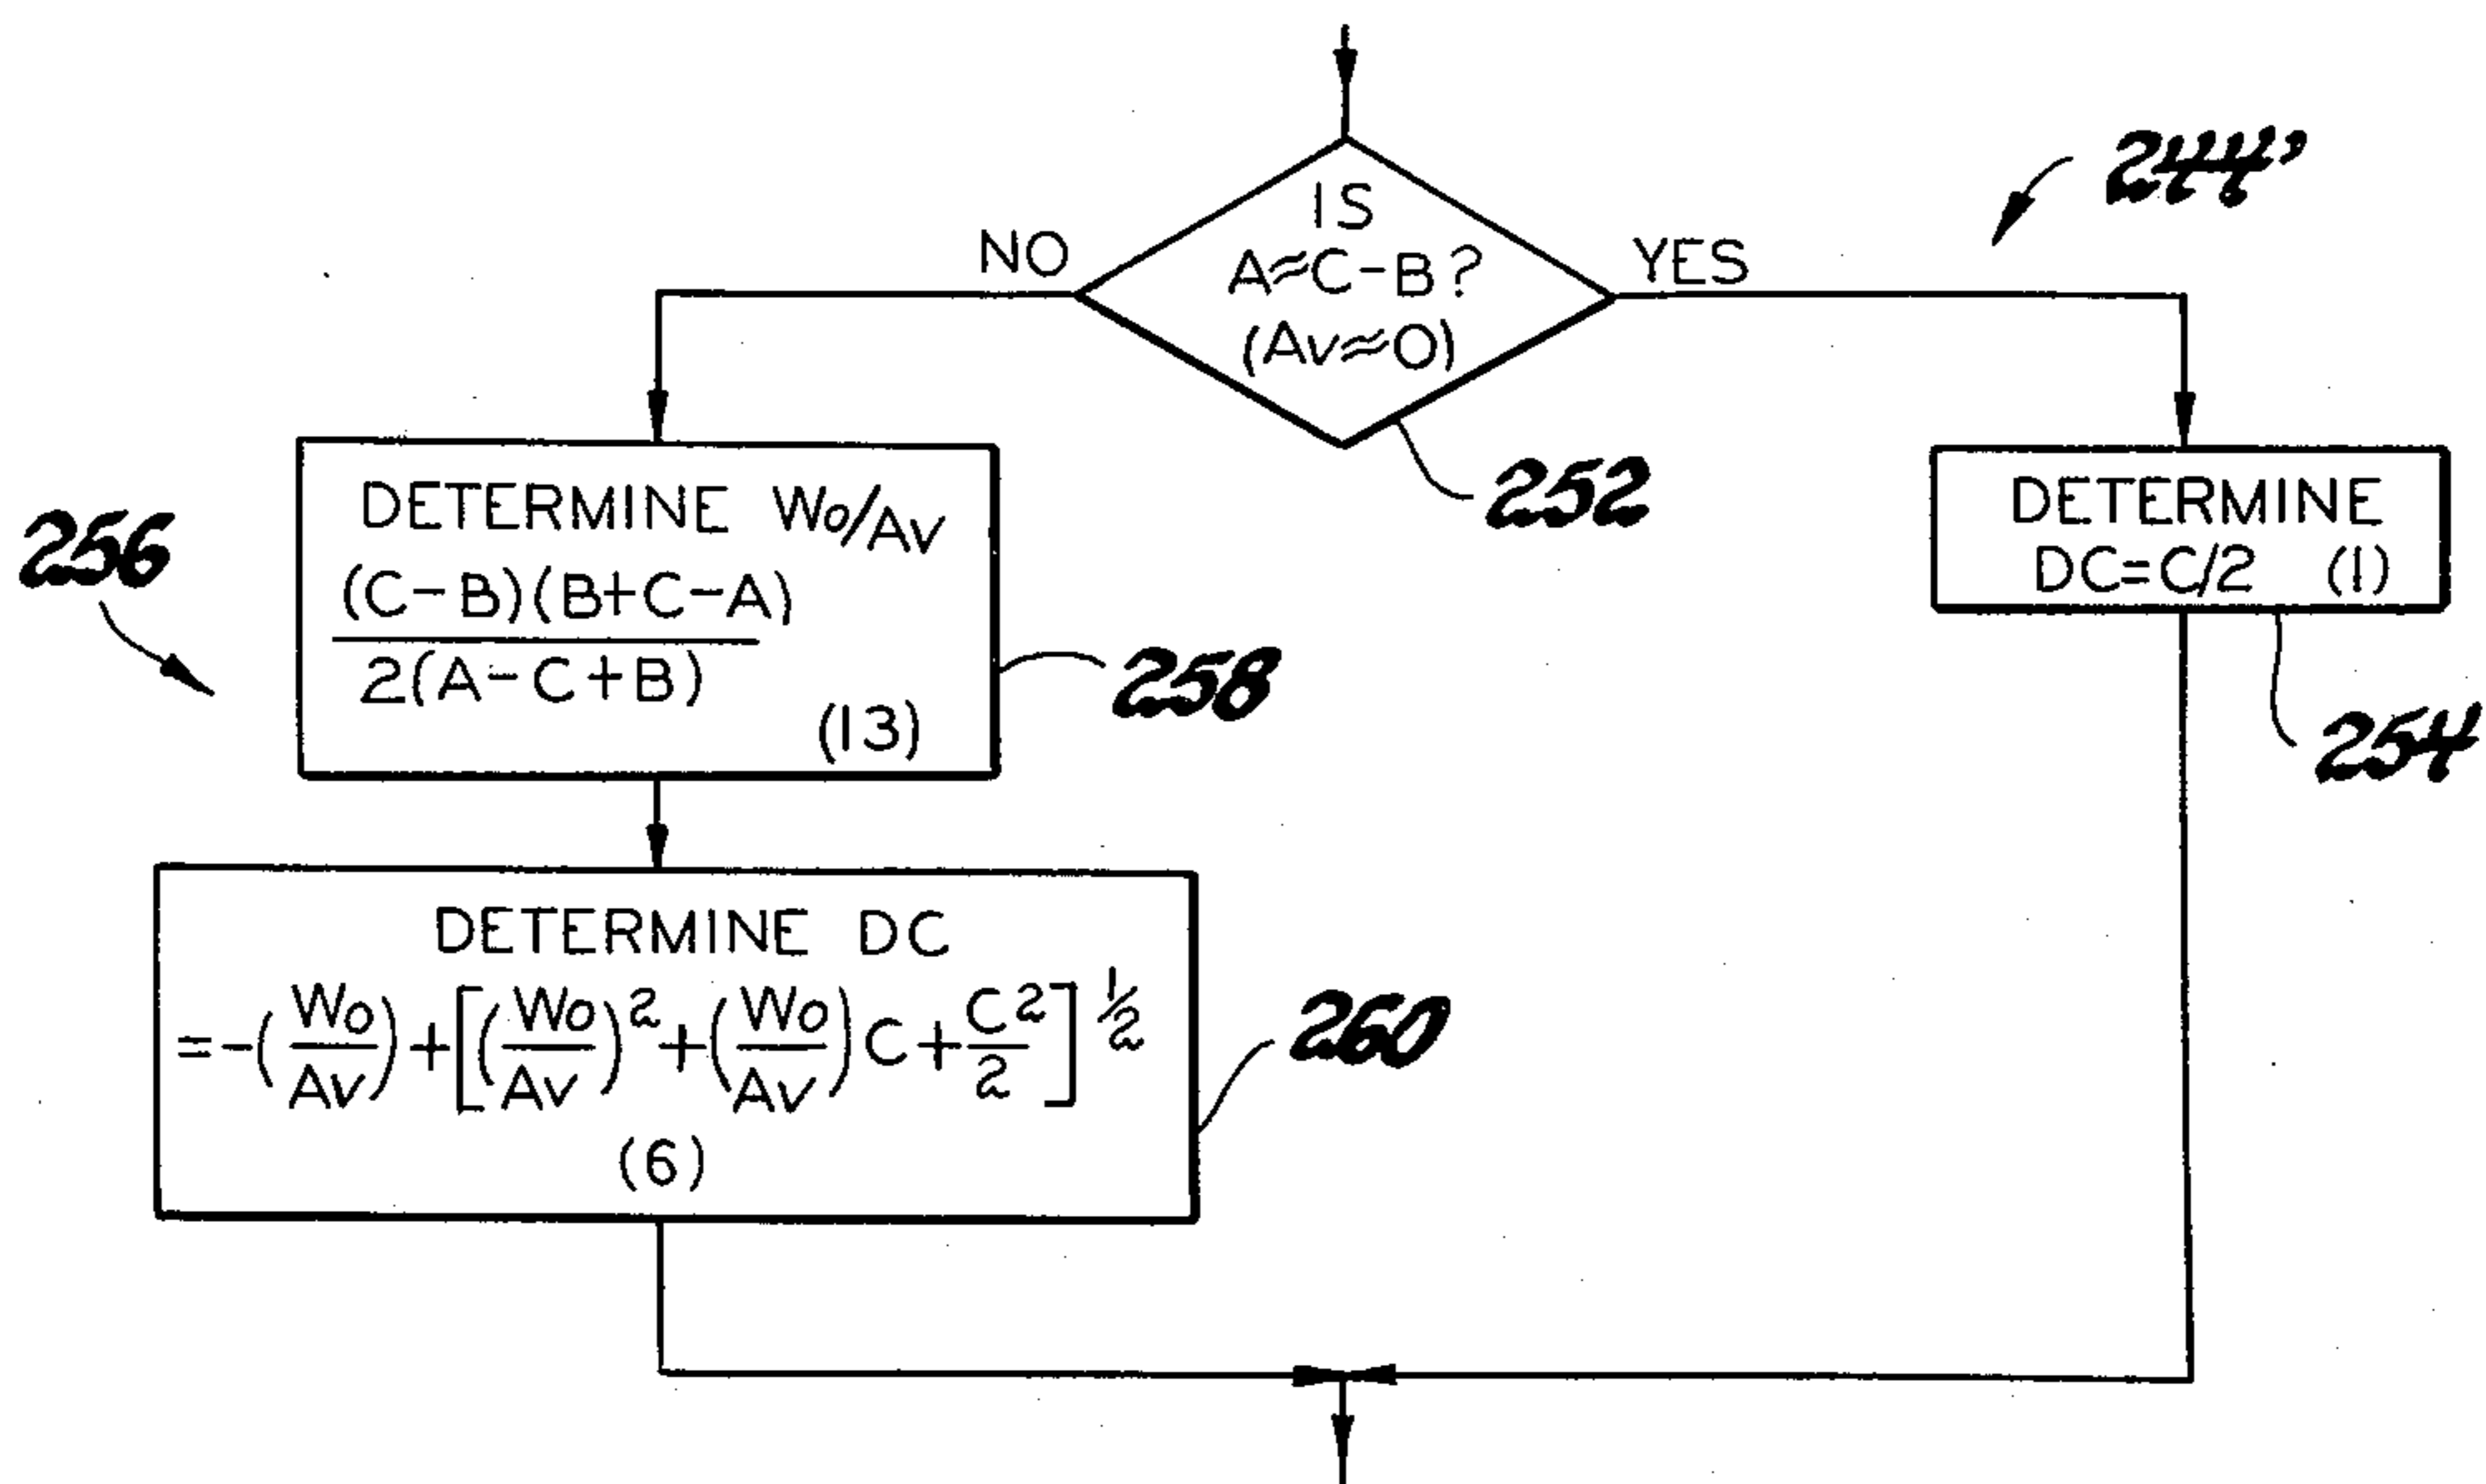 244'
IS
A≈C-B?
(Av≈O)
NO
YES
252
DETERMINE Wo/Av
(C-B)(B+C-A)
2(A-C+B)
(13)
256
258
DETERMINE
DC=C/2 (1)
254
DETERMINE DC
=-(Wo/Av)+[(Wo/Av)²+(Wo/Av)C+C²/2]^1/2
(6)
260